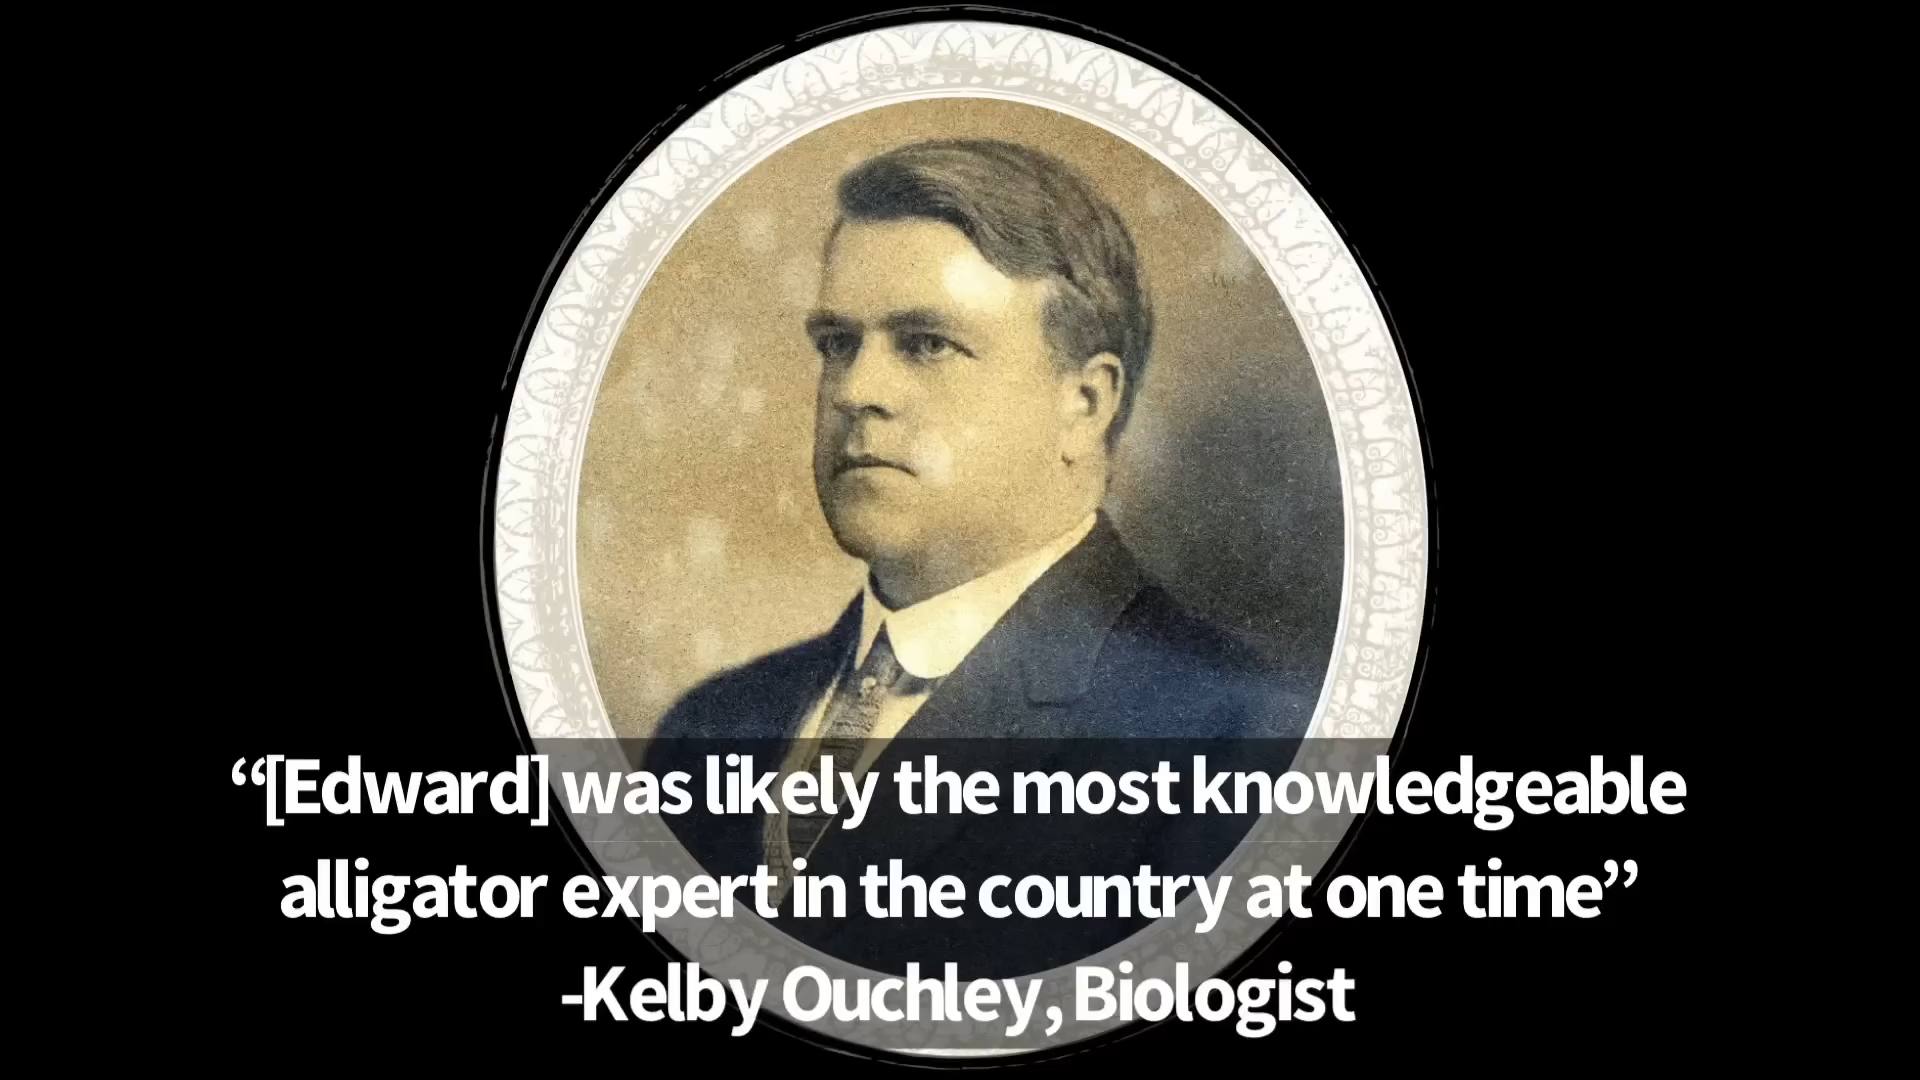 “[Edward] was likely the most knowledgeable
alligator expert in the country at one time”
-Kelby Ouchley, Biologist